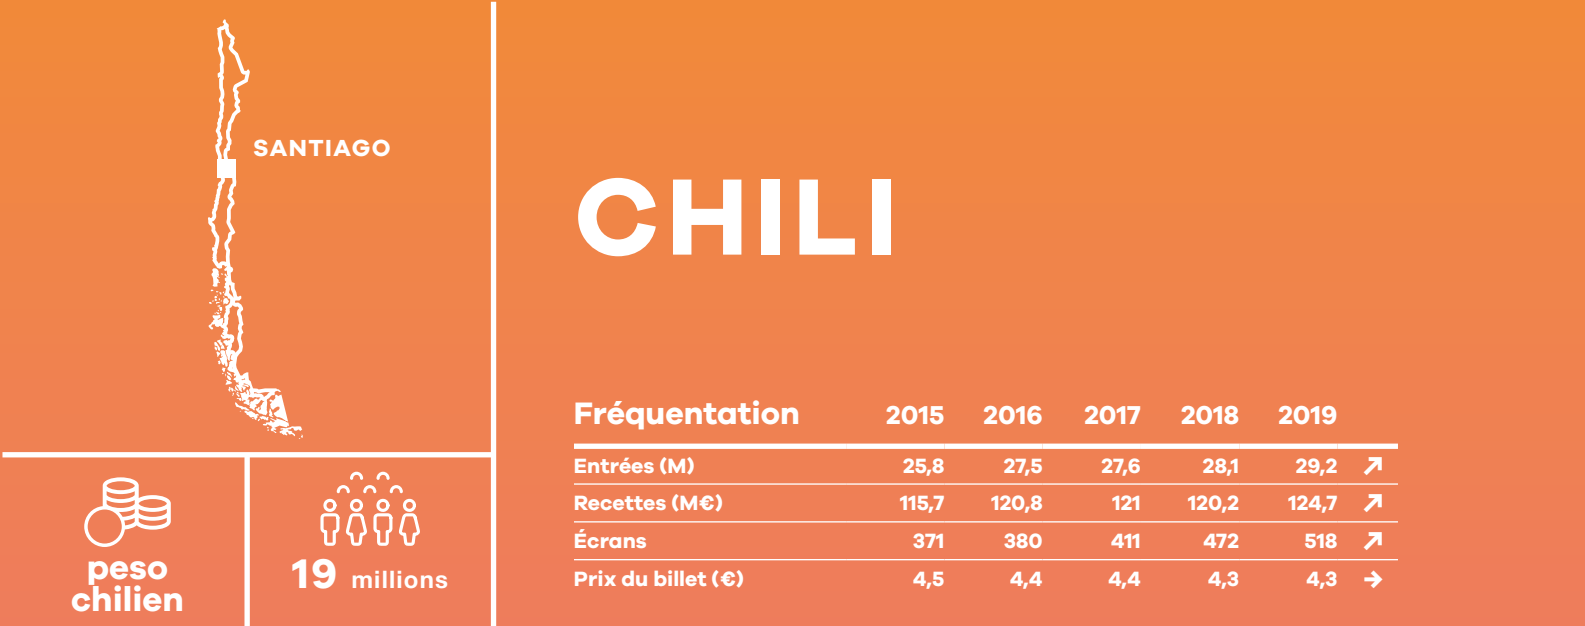 SANTIAGO
peso
chilien
19 millions
CHILI
Fréquentation 2015 2016 2017 2018 2019
Entrées (M) 25,8 27,5 27,6 28,1 29,2
Recettes (M€) 115,7 120,8 121 120,2 124,7
Écrans 371 380 411 472 518
Prix du billet (€) 4,5 4,4 4,4 4,3 4,3